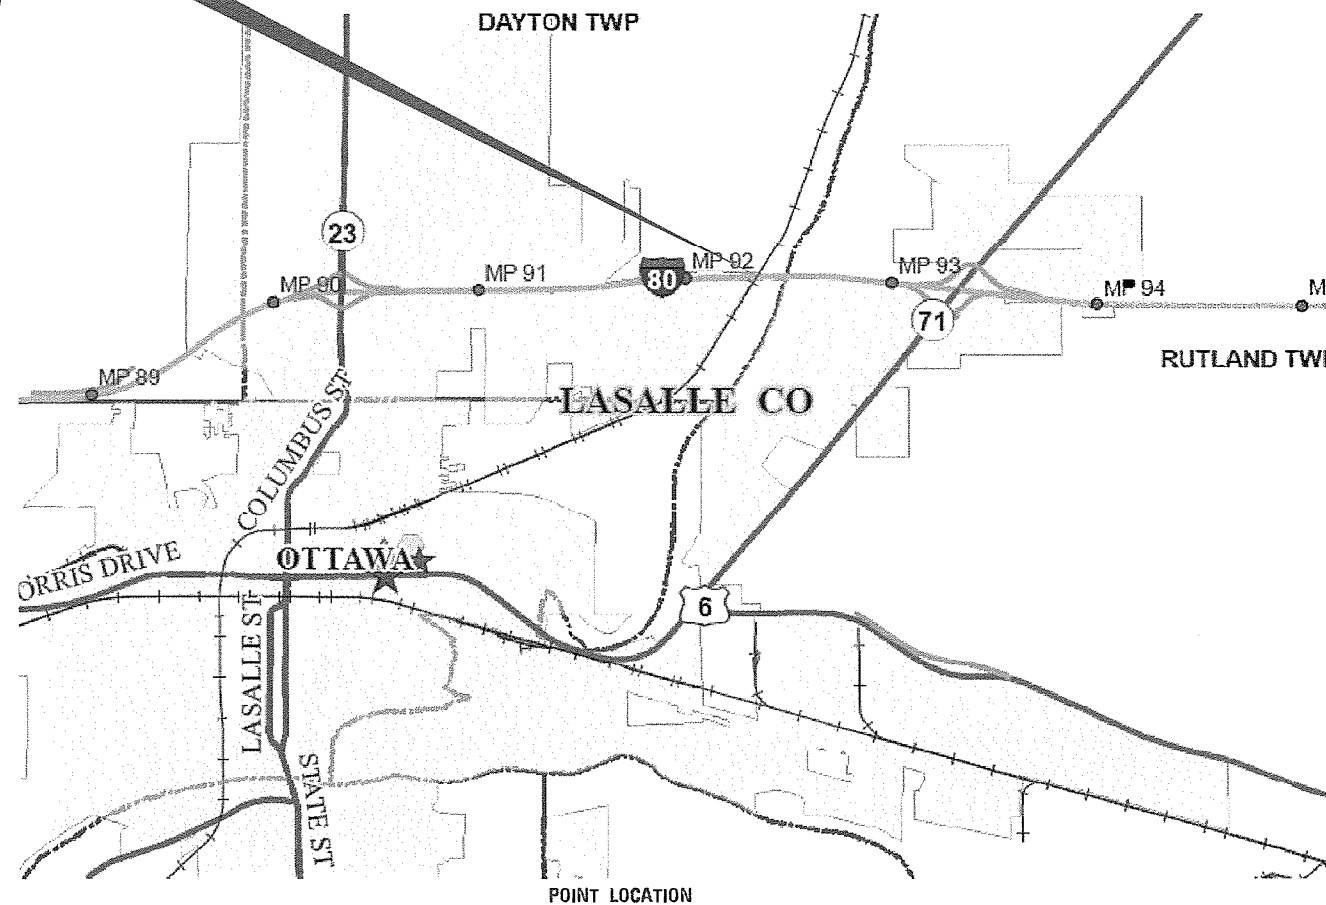 DAYTON TWP
23
MP 92
80
MP 93
MP 91
MP 90
MP 94
M
71
RUTLAND TW
MP 89
LASALLE CO
COLUMBUS ST
OTTAWA
ORRIS DRIVE
6
LASALLE ST
STATE ST
POINT LOCATION